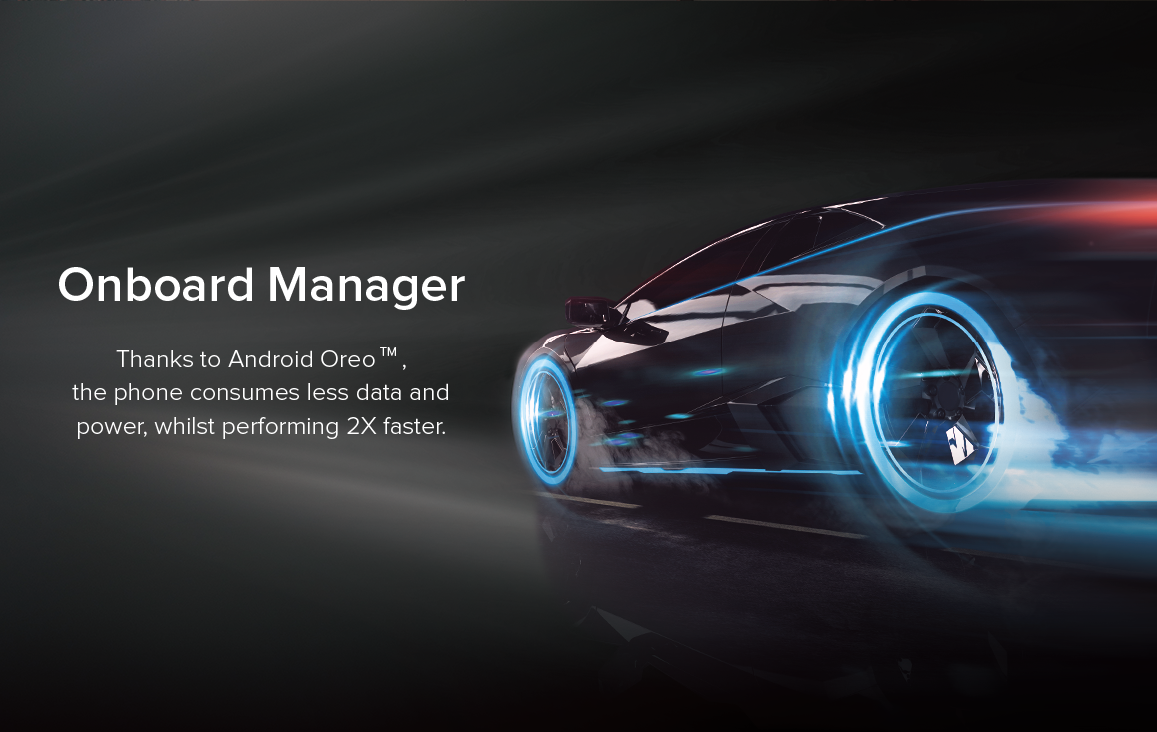 Onboard Manager
Thanks to Android Oreo™,
the phone consumes less data and
power, whilst performing 2X faster.